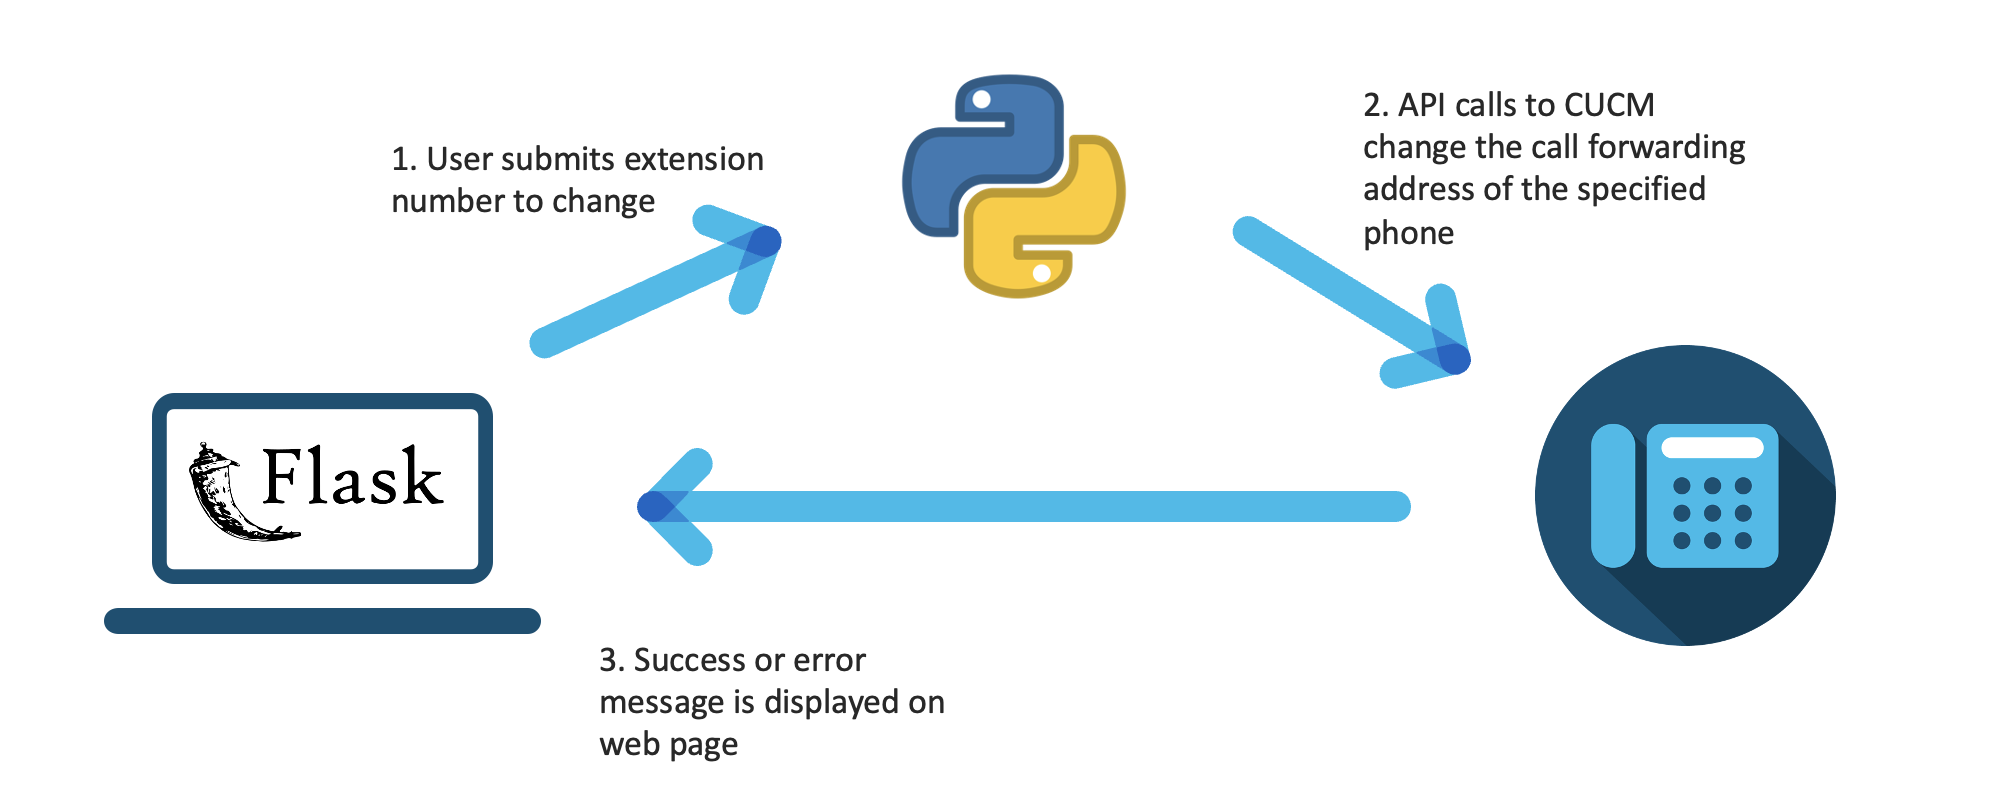 1. User submits extension
number to change
2. API calls to CUCM
change the call forwarding
address of the specified
phone
Flask
3. Success or error
message is displayed on
web page